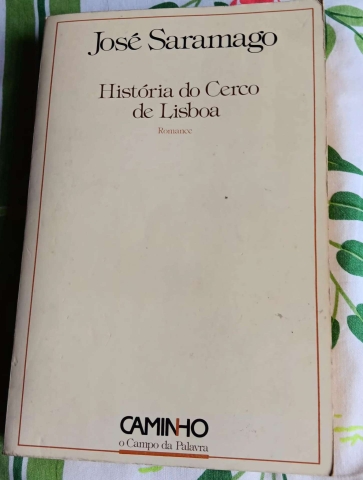 José Saramago
História do Cerco
de Lisboa
Romance
CAMINHO
o Campo da Palavra